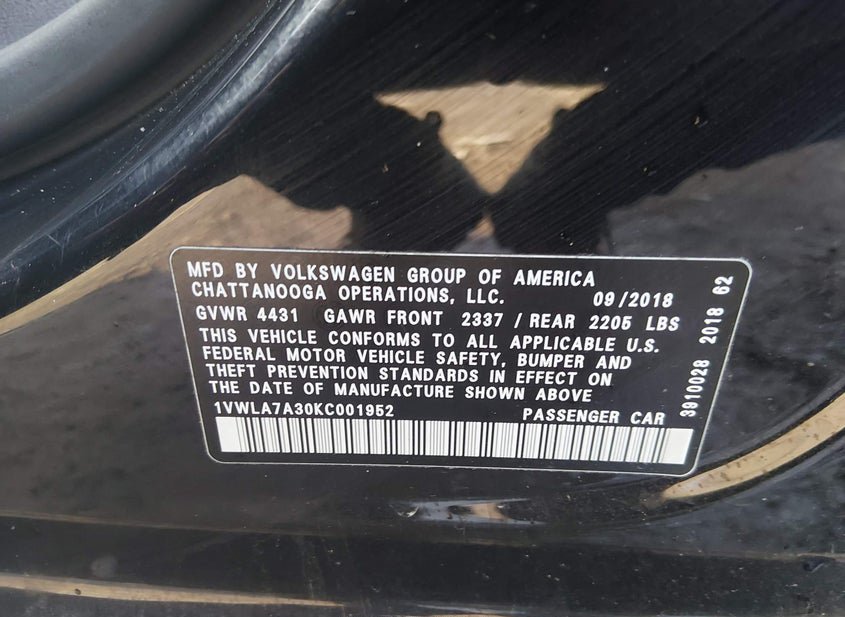 MFD BY VOLKSWAGEN GROUP OF AMERICA
CHATTANOOGA OPERATIONS, LLC. 09/2018
GVWR 4431 GAWR FRONT 2337 / REAR 2205 LBS
THIS VEHICLE CONFORMS TO ALL APPLICABLE U.S.
FEDERAL MOTOR VEHICLE SAFETY, BUMPER AND
THEFT PREVENTION STANDARDS IN EFFECT ON
THE DATE OF MANUFACTURE SHOWN ABOVE
1VWLA7A30KC001952 PASSENGER CAR
3910028 2018 62